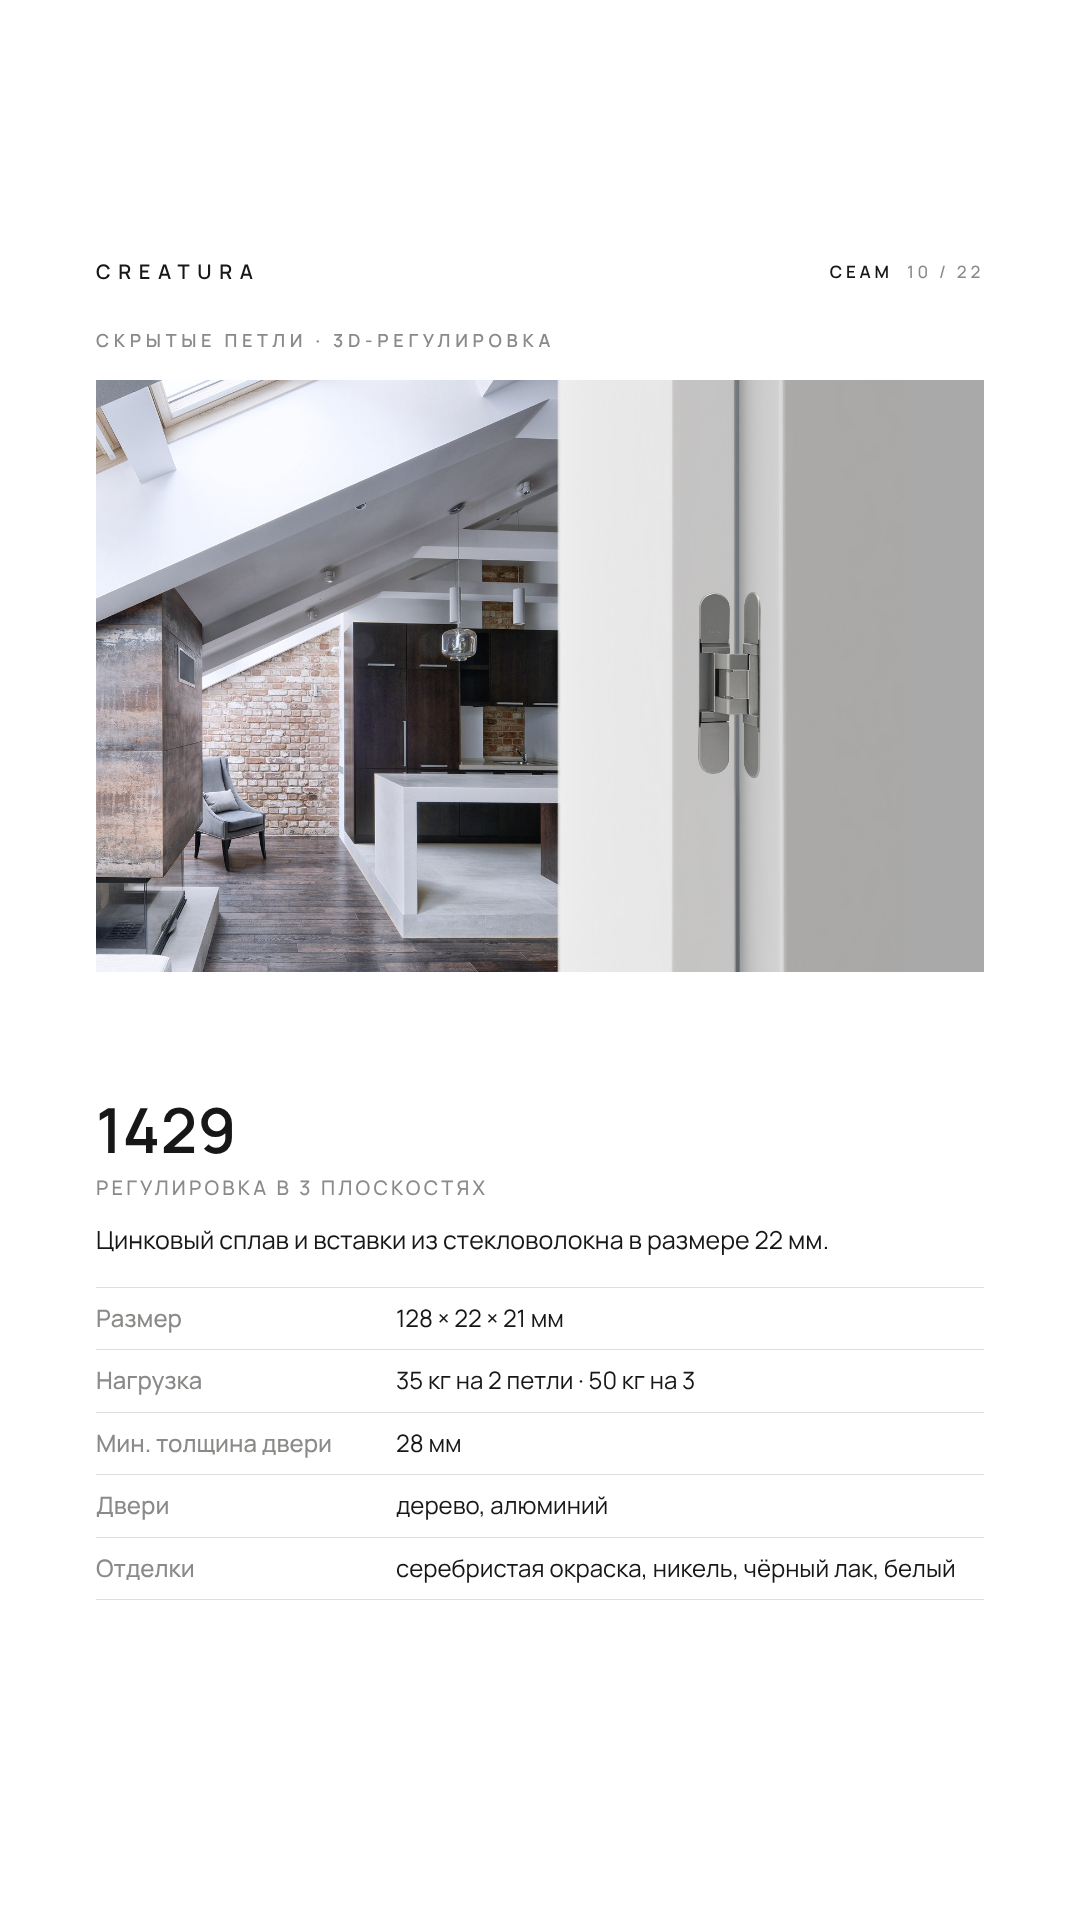 CREATURA
CEAM 10 / 22
СКРЫТЫЕ ПЕТЛИ · 3D-РЕГУЛИРОВКА
1429
РЕГУЛИРОВКА В 3 ПЛОСКОСТЯХ
Цинковый сплав и вставки из стекловолокна в размере 22 мм.
Размер 128 × 22 × 21 мм
Нагрузка 35 кг на 2 петли · 50 кг на 3
Мин. толщина двери 28 мм
Двери дерево, алюминий
Отделки серебристая окраска, никель, чёрный лак, белый